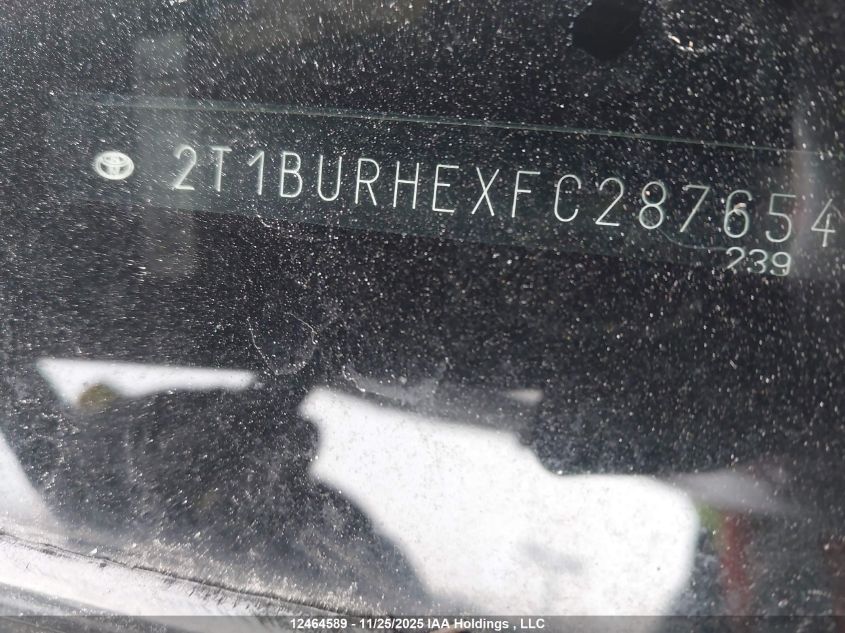 2T1BURHEXFC287654
239
12464589 - 11/25/2025 IAA Holdings , LLC